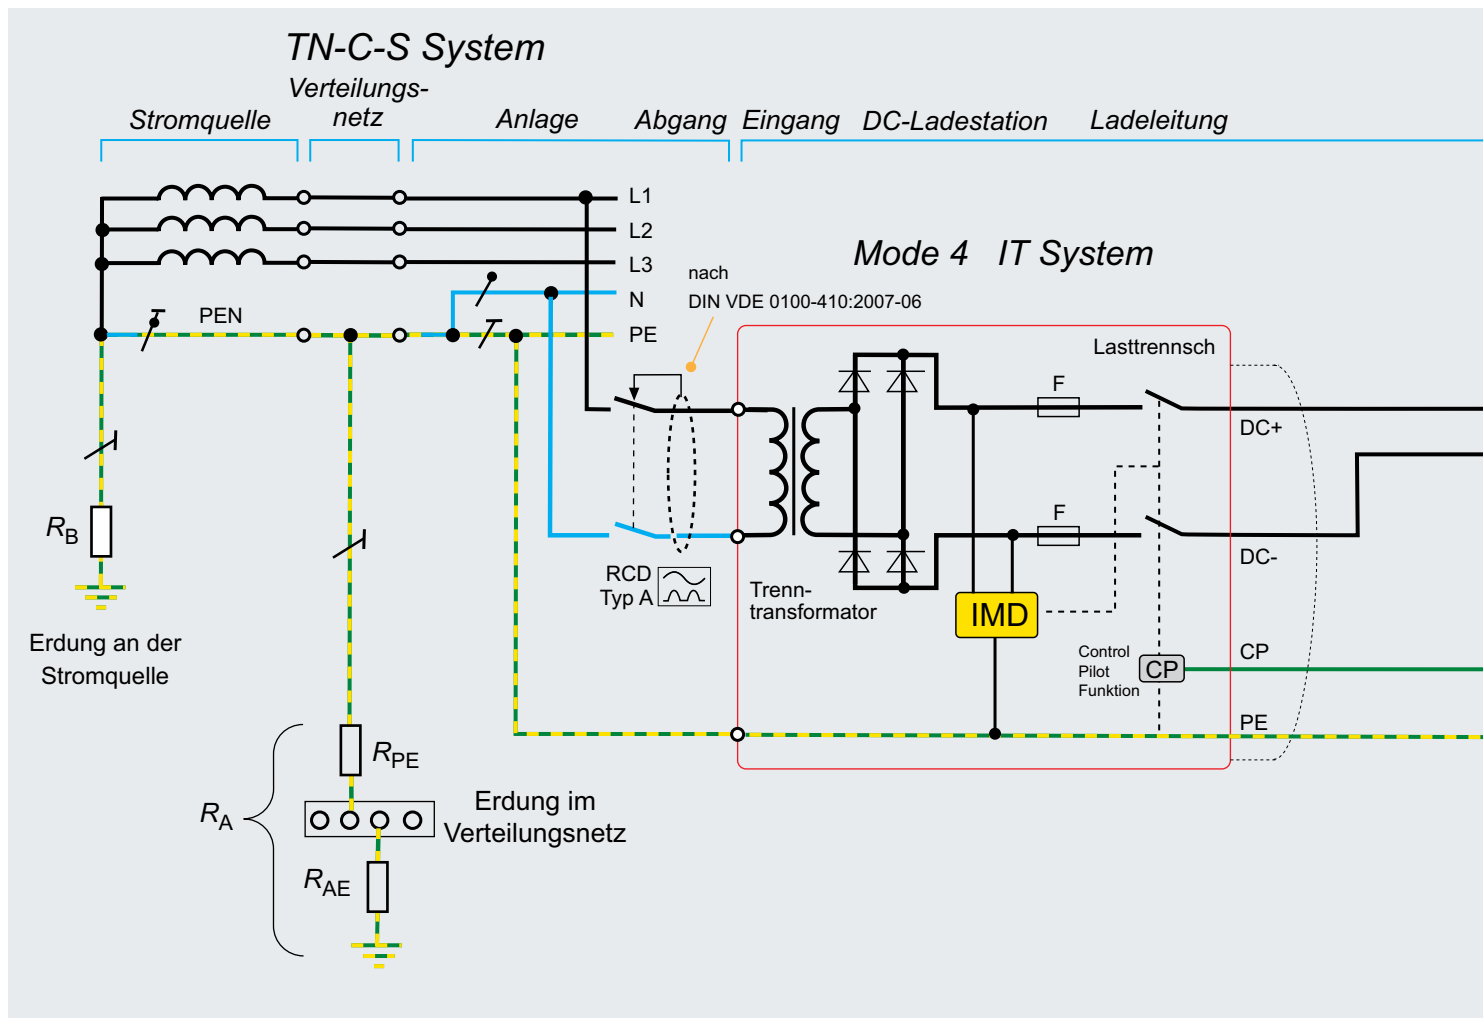 TN-C-S System
Verteilungs-
netz
Stromquelle
Anlage
Abgang
Eingang
DC-Ladestation
Ladeleitung
L1
L2
L3
N
PE
PEN
nach
DIN VDE 0100-410:2007-06
Mode 4 IT System
Lasttrennsch
F
DC+
F
DC-
RCD
Typ A
Trenn-
transformator
IMD
Control
Pilot
Funktion
CP
CP
PE
RB
Erdung an der
Stromquelle
RPE
RA
Erdung im
Verteilungsnetz
RAE